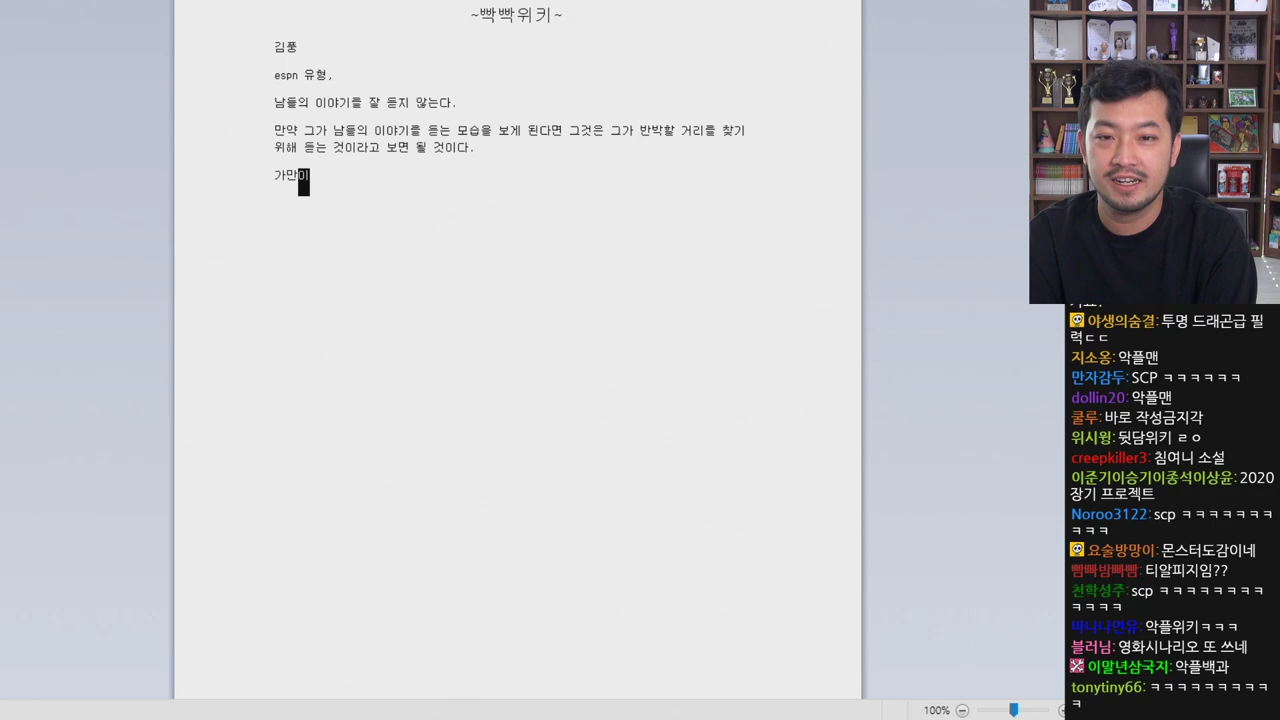 ~빡빡위키~
김풍
espn 유형,
남들의 이야기를 잘 듣지 않는다.
만약 그가 남들의 이야기를 듣는 모습을 보게 된다면 그것은 그가 반박할 거리를 찾기
위해 듣는 것이라고 보면 될 것이다.
가만이
야생의숨결: 투명 드래곤급 필
력ㄷㄷ
지소옹: 악플맨
만자감두: SCP ㅋㅋㅋㅋㅋㅋ
dollin20: 악플맨
쿨루: 바로 작성금지각
위시윙: 뒷담위키 ㄹㅇ
creepkiller3: 침여니 소설
이준기이승기이종석이상윤: 2020
장기 프로젝트
Noroo3122: scp ㅋㅋㅋㅋㅋㅋㅋ
ㅋㅋㅋㅋ
요술방망이: 몬스터도감이네
빰빠밤빠빰: 티알피지임??
천학성주: scp ㅋㅋㅋㅋㅋㅋㅋㅋ
ㅋㅋㅋㅋㅋ
바나나연유: 악플위키ㅋㅋㅋ
블러님: 영화시나리오 또 쓰네
이말년삼국지: 악플백과
tonytiny66: ㅋㅋㅋㅋㅋㅋㅋㅋㅋ
ㅋ
100%